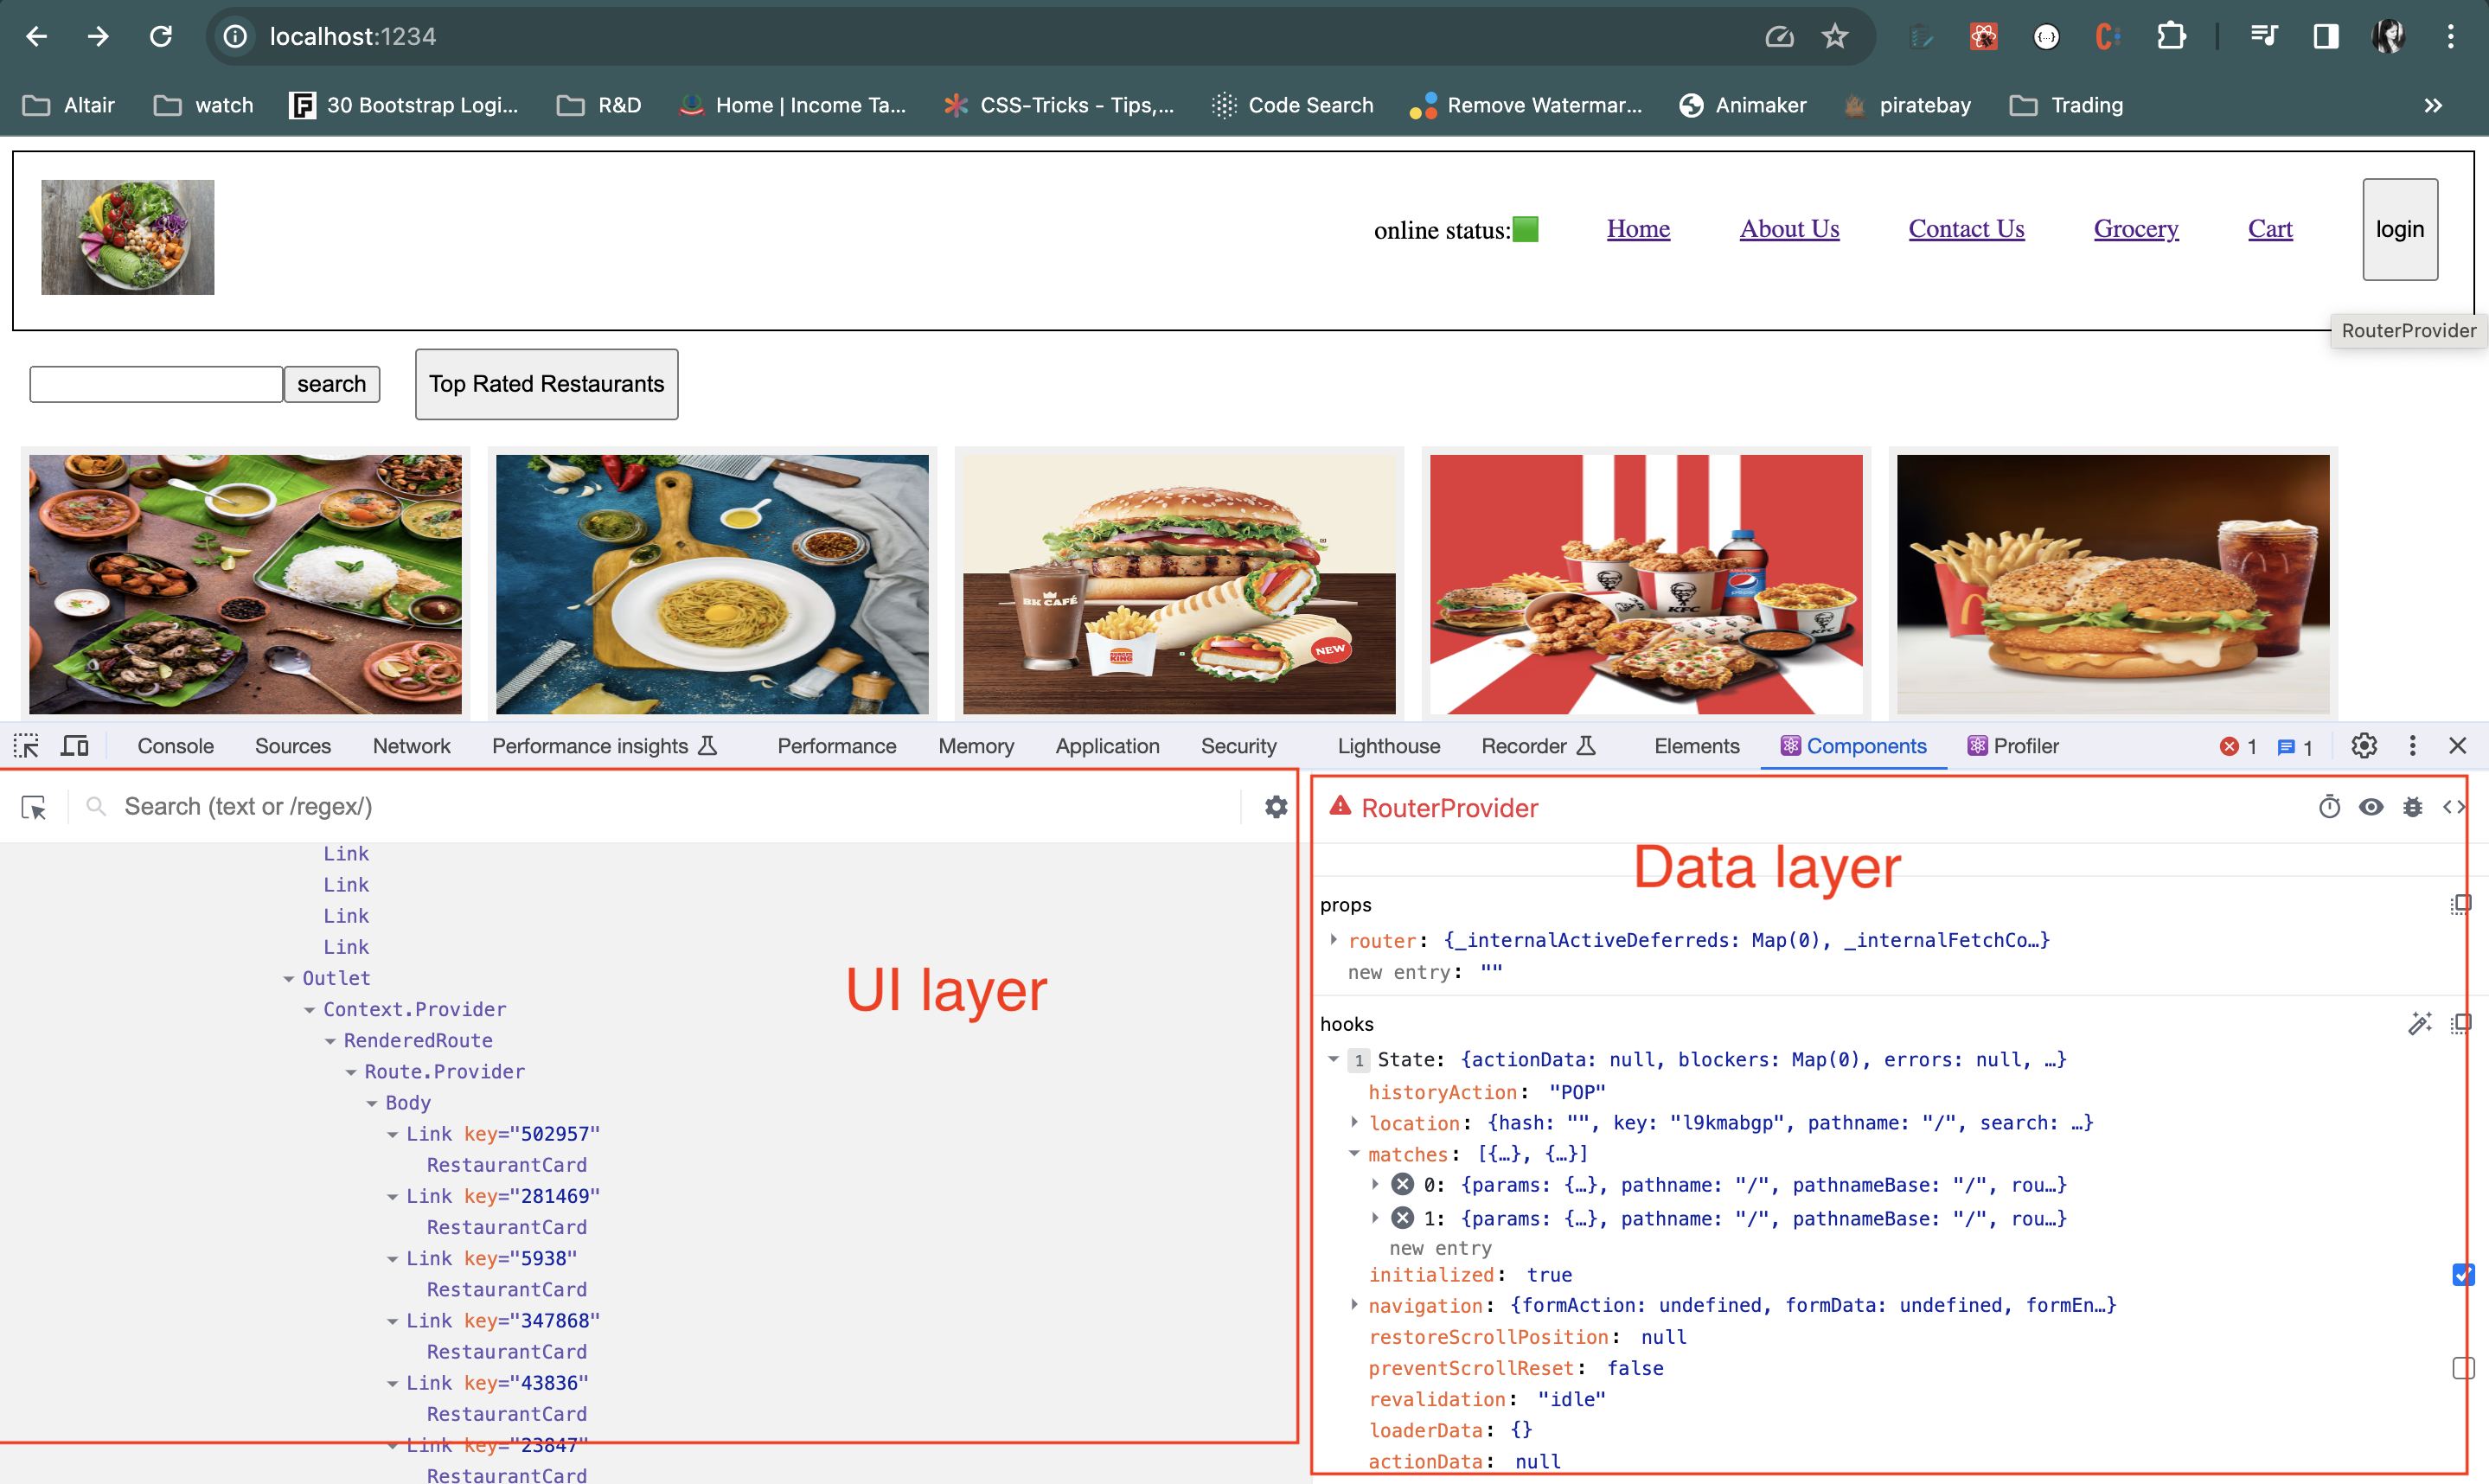 localhost:1234
Altair
watch
30 Bootstrap Logi...
R&D
Home | Income Ta...
CSS-Tricks - Tips,...
Code Search
Remove Watermar...
Animaker
piratebay
Trading
online status:
Home
About Us
Contact Us
Grocery
Cart
login
RouterProvider
search
Top Rated Restaurants
BK CAFÉ
BURGER KING
NEW
KFC
KFC
Console
Sources
Network
Performance insights
Performance
Memory
Application
Security
Lighthouse
Recorder
Elements
Components
Profiler
1
1
Search (text or /regex/)
Link
Link
Link
Link
Outlet
Context.Provider
RenderedRoute
Route.Provider
Body
Link key="502957"
RestaurantCard
Link key="281469"
RestaurantCard
Link key="5938"
RestaurantCard
Link key="347868"
RestaurantCard
Link key="43836"
RestaurantCard
Link key="23847"
RestaurantCard
UI layer
RouterProvider
Data layer
props
router: {_internalActiveDeferreds: Map(0), _internalFetchCo…}
new entry: ""
hooks
1 State: {actionData: null, blockers: Map(0), errors: null, …}
historyAction: "POP"
location: {hash: "", key: "l9kmabgp", pathname: "/", search: …}
matches: [{…}, {…}]
0: {params: {…}, pathname: "/", pathnameBase: "/", rou…}
1: {params: {…}, pathname: "/", pathnameBase: "/", rou…}
new entry
initialized: true
navigation: {formAction: undefined, formData: undefined, formEn…}
restoreScrollPosition: null
preventScrollReset: false
revalidation: "idle"
loaderData: {}
actionData: null